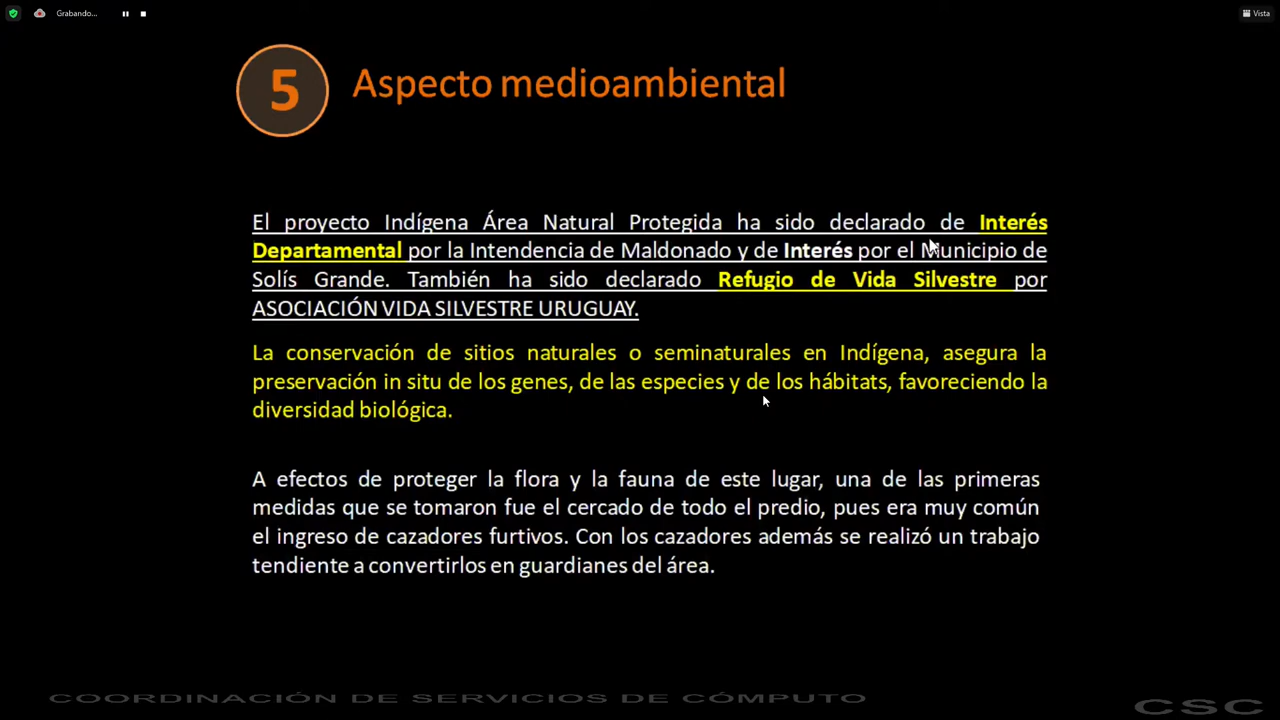 Grabando...
Vista
5
Aspecto medioambiental
El proyecto Indígena Área Natural Protegida ha sido declarado de Interés
Departamental por la Intendencia de Maldonado y de Interés por el Municipio de
Solís Grande. También ha sido declarado Refugio de Vida Silvestre por
ASOCIACIÓN VIDA SILVESTRE URUGUAY.
La conservación de sitios naturales o seminaturales en Indígena, asegura la
preservación in situ de los genes, de las especies y de los hábitats, favoreciendo la
diversidad biológica.
A efectos de proteger la flora y la fauna de este lugar, una de las primeras
medidas que se tomaron fue el cercado de todo el predio, pues era muy común
el ingreso de cazadores furtivos. Con los cazadores además se realizó un trabajo
tendiente a convertirlos en guardianes del área.
COORDINACIÓN DE SERVICIOS DE CÓMPUTO
CSC